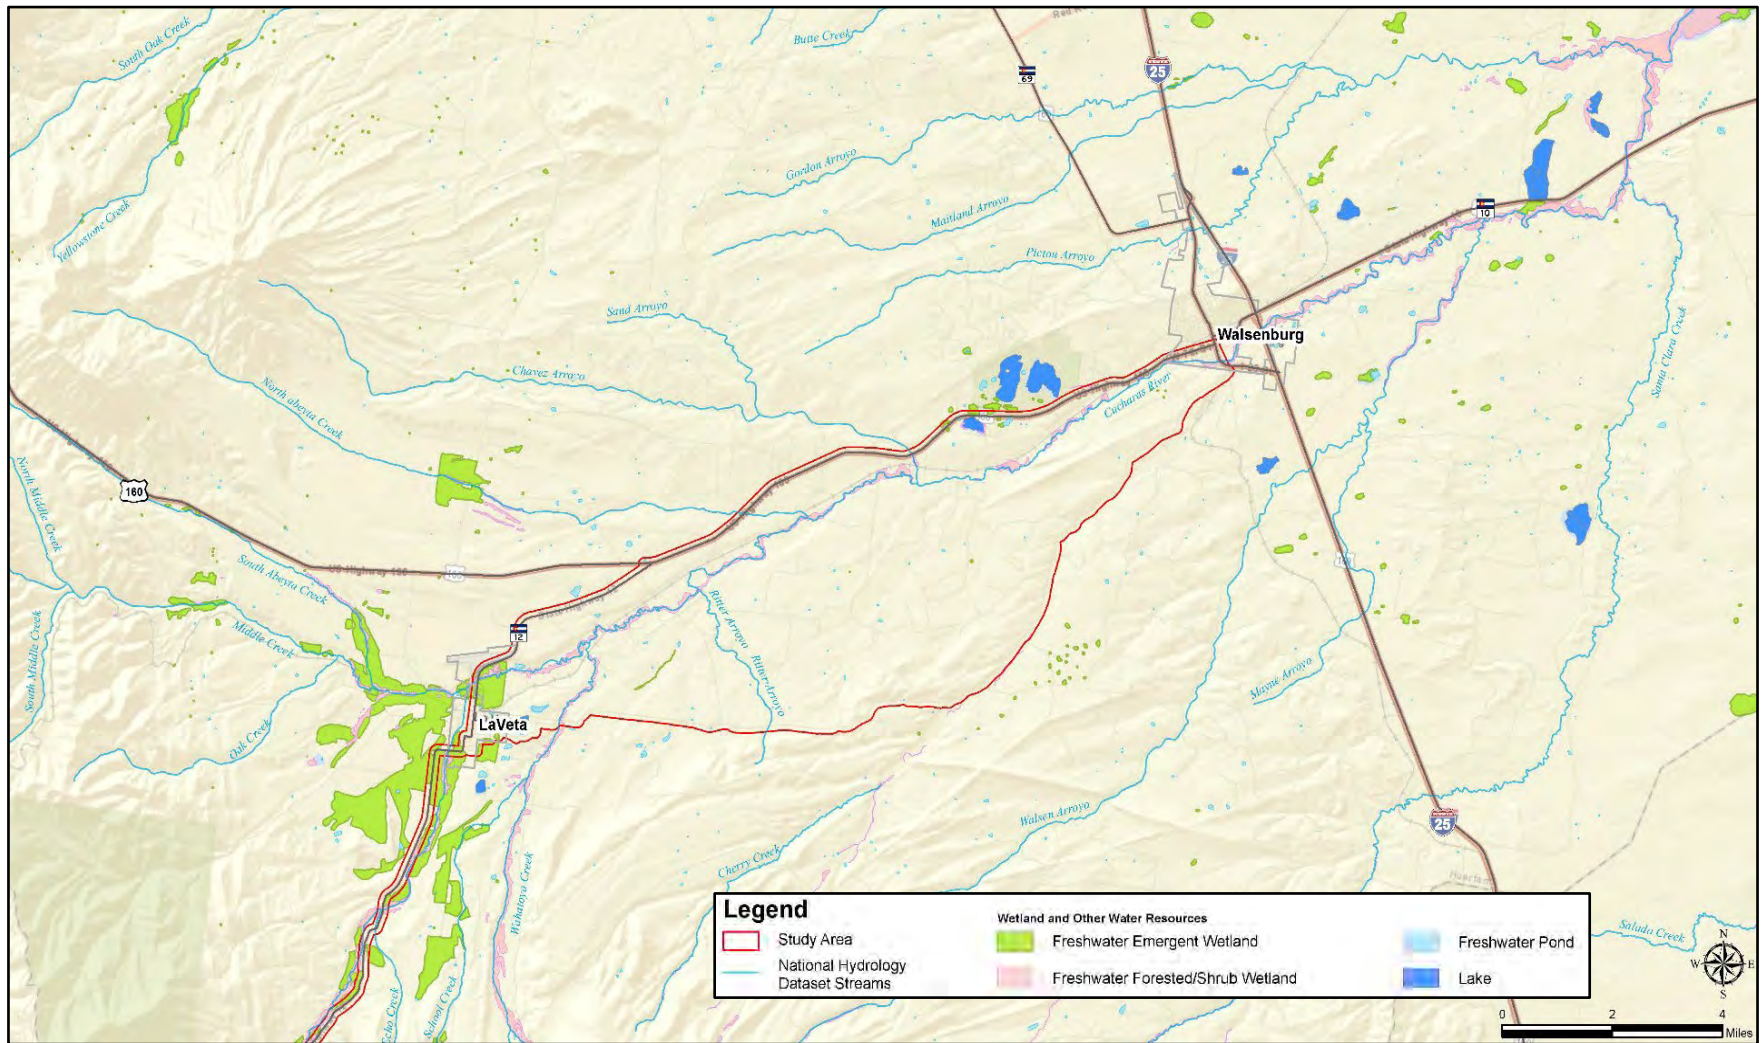 South Oak Creek
Butte Creek
69
25
Gordon Arroyo
Maitland Arroyo
10
Yellowstone Creek
Picton Arroyo
Sand Arroyo
Walsenburg
Santa Clara Creek
Chavez Arroyo
North abeyta Creek
Cucharas River
160
North Middle Creek
US Highway 160
160
South Abeyta Creek
Ritter Arroyo
Ritter Arroyo
12
Middle Creek
South Middle Creek
Mayne Arroyo
LaVeta
Oak Creek
Walsen Arroyo
25
Cherry Creek
Wahatoya Creek
Echo Creek
School Creek
Salado Creek
Legend
Study Area
National Hydrology
Dataset Streams
Wetland and Other Water Resources
Freshwater Emergent Wetland
Freshwater Forested/Shrub Wetland
Freshwater Pond
Lake
N
W
E
S
0 2 4
Miles